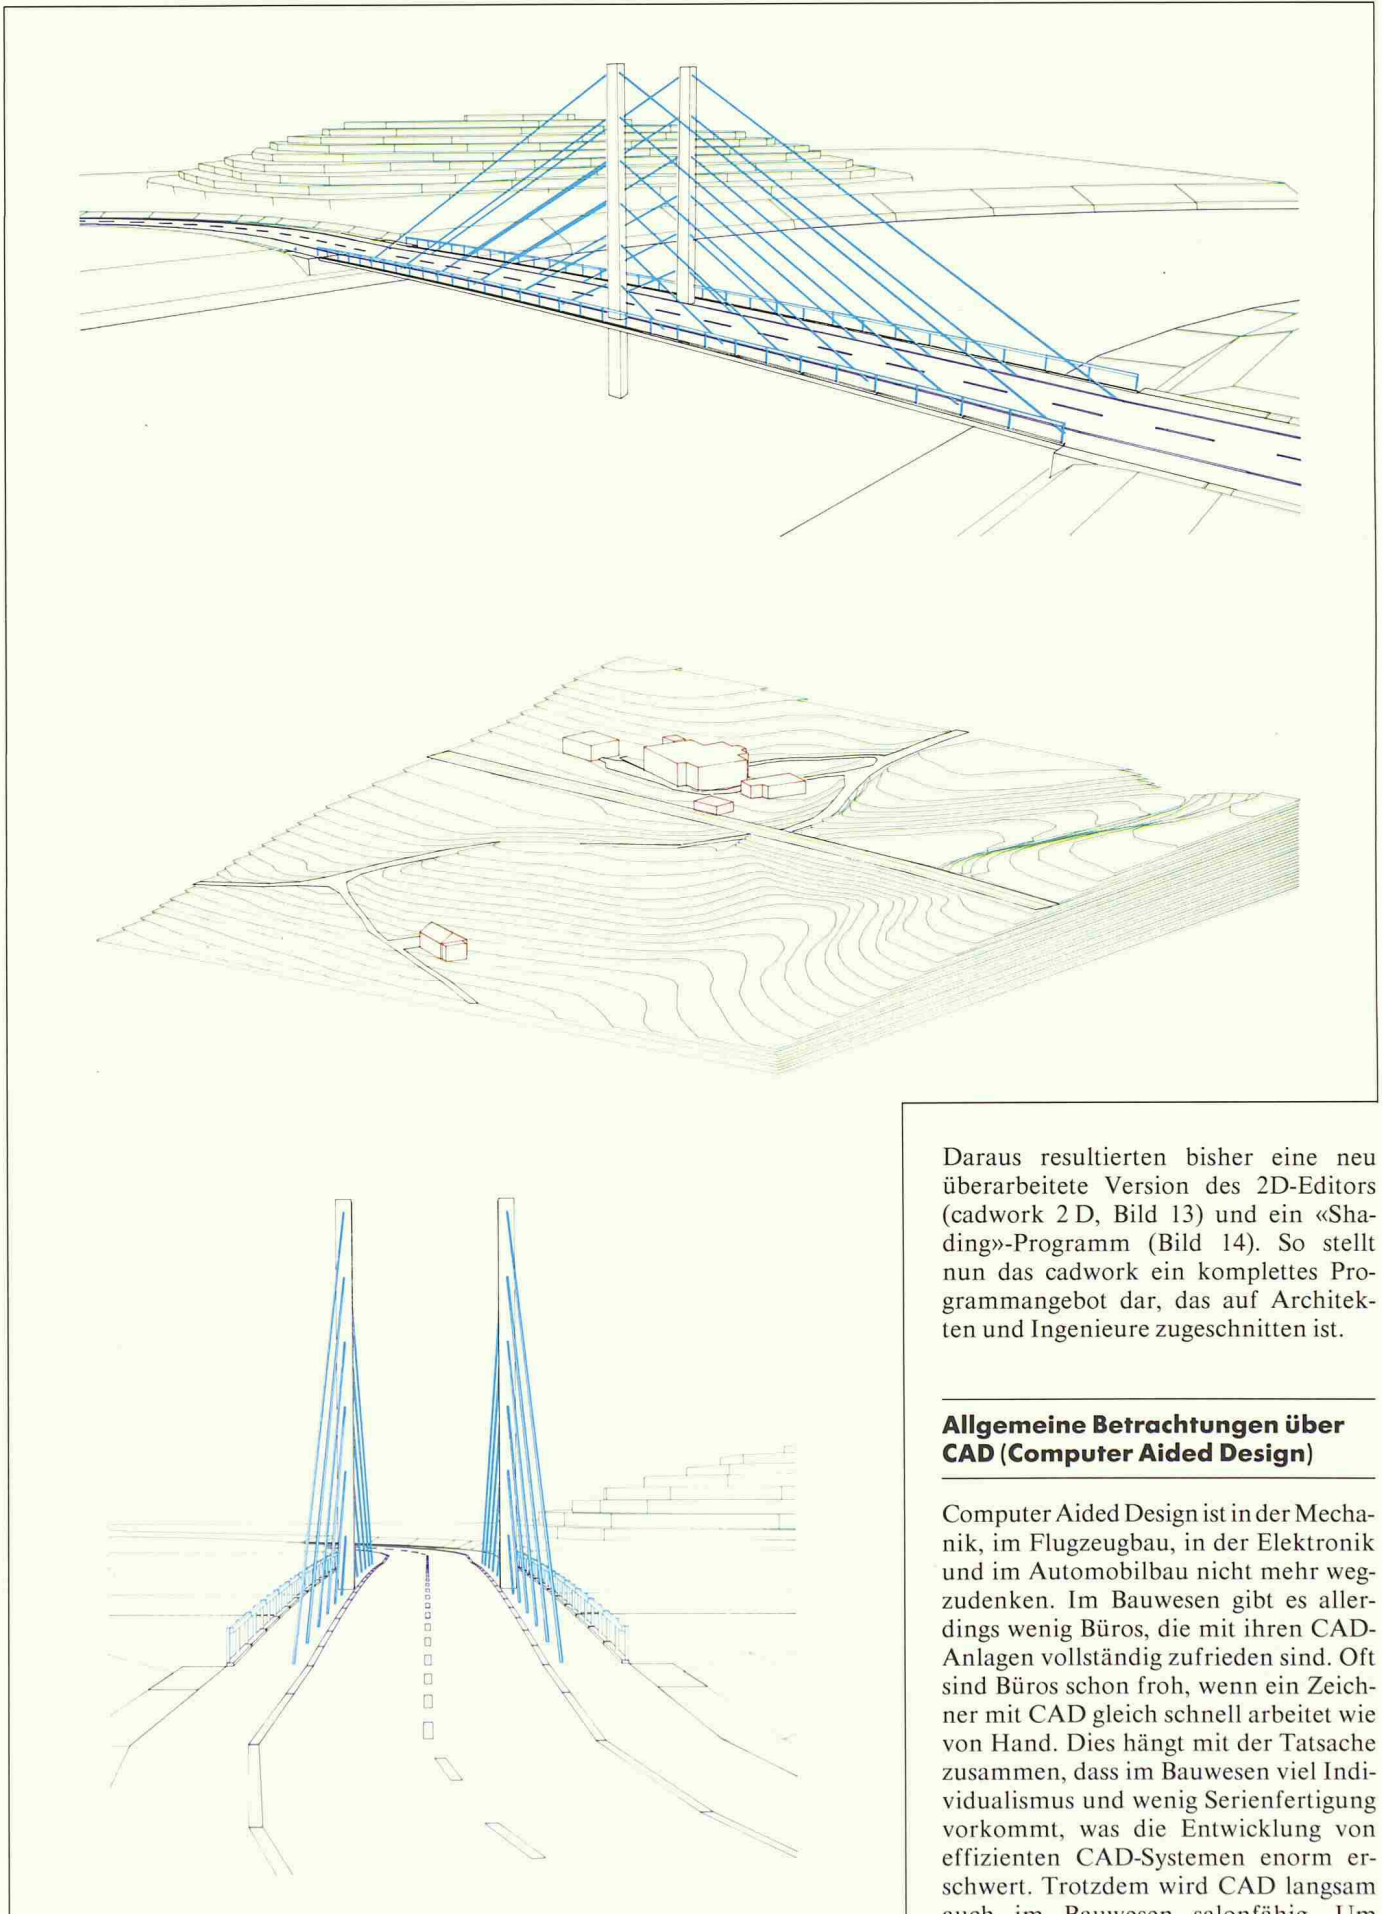 Daraus resultierten bisher eine neu
überarbeitete Version des 2D-Editors
(cadwork 2 D, Bild 13) und ein «Sha-
ding»-Programm (Bild 14). So stellt
nun das cadwork ein komplettes Pro-
grammangebot dar, das auf Architek-
ten und Ingenieure zugeschnitten ist.
Allgemeine Betrachtungen über
CAD (Computer Aided Design)
Computer Aided Design ist in der Mecha-
nik, im Flugzeugbau, in der Elektronik
und im Automobilbau nicht mehr weg-
zudenken. Im Bauwesen gibt es aller-
dings wenig Büros, die mit ihren CAD-
Anlagen vollständig zufrieden sind. Oft
sind Büros schon froh, wenn ein Zeich-
ner mit CAD gleich schnell arbeitet wie
von Hand. Dies hängt mit der Tatsache
zusammen, dass im Bauwesen viel Indi-
vidualismus und wenig Serienfertigung
vorkommt, was die Entwicklung von
effizienten CAD-Systemen enorm er-
schwert. Trotzdem wird CAD langsam
auch im Bauwesen salonfähig. Um